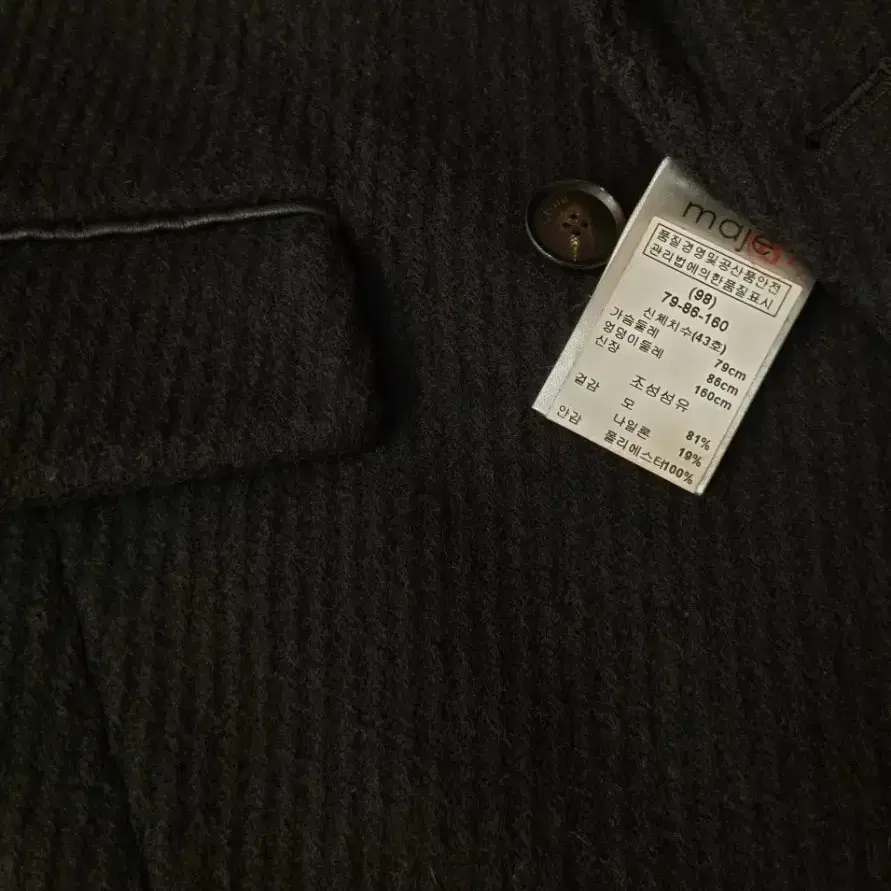 maje
품질경영및공산품안전
관리법에의한품질표시
(98)
79-86-160
신체치수(43호)
가슴둘레 79cm
엉덩이둘레 86cm
신장 160cm
조성섬유
겉감 모 81%
나일론 19%
안감 폴리에스터100%